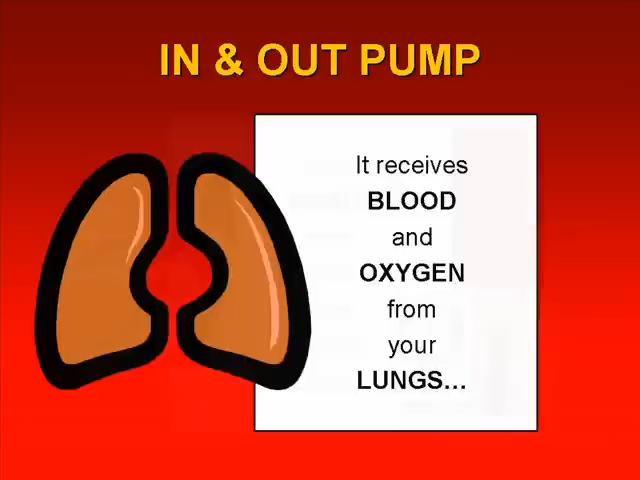 IN & OUT PUMP
It receives
BLOOD
and
OXYGEN
from
your
LUNGS...